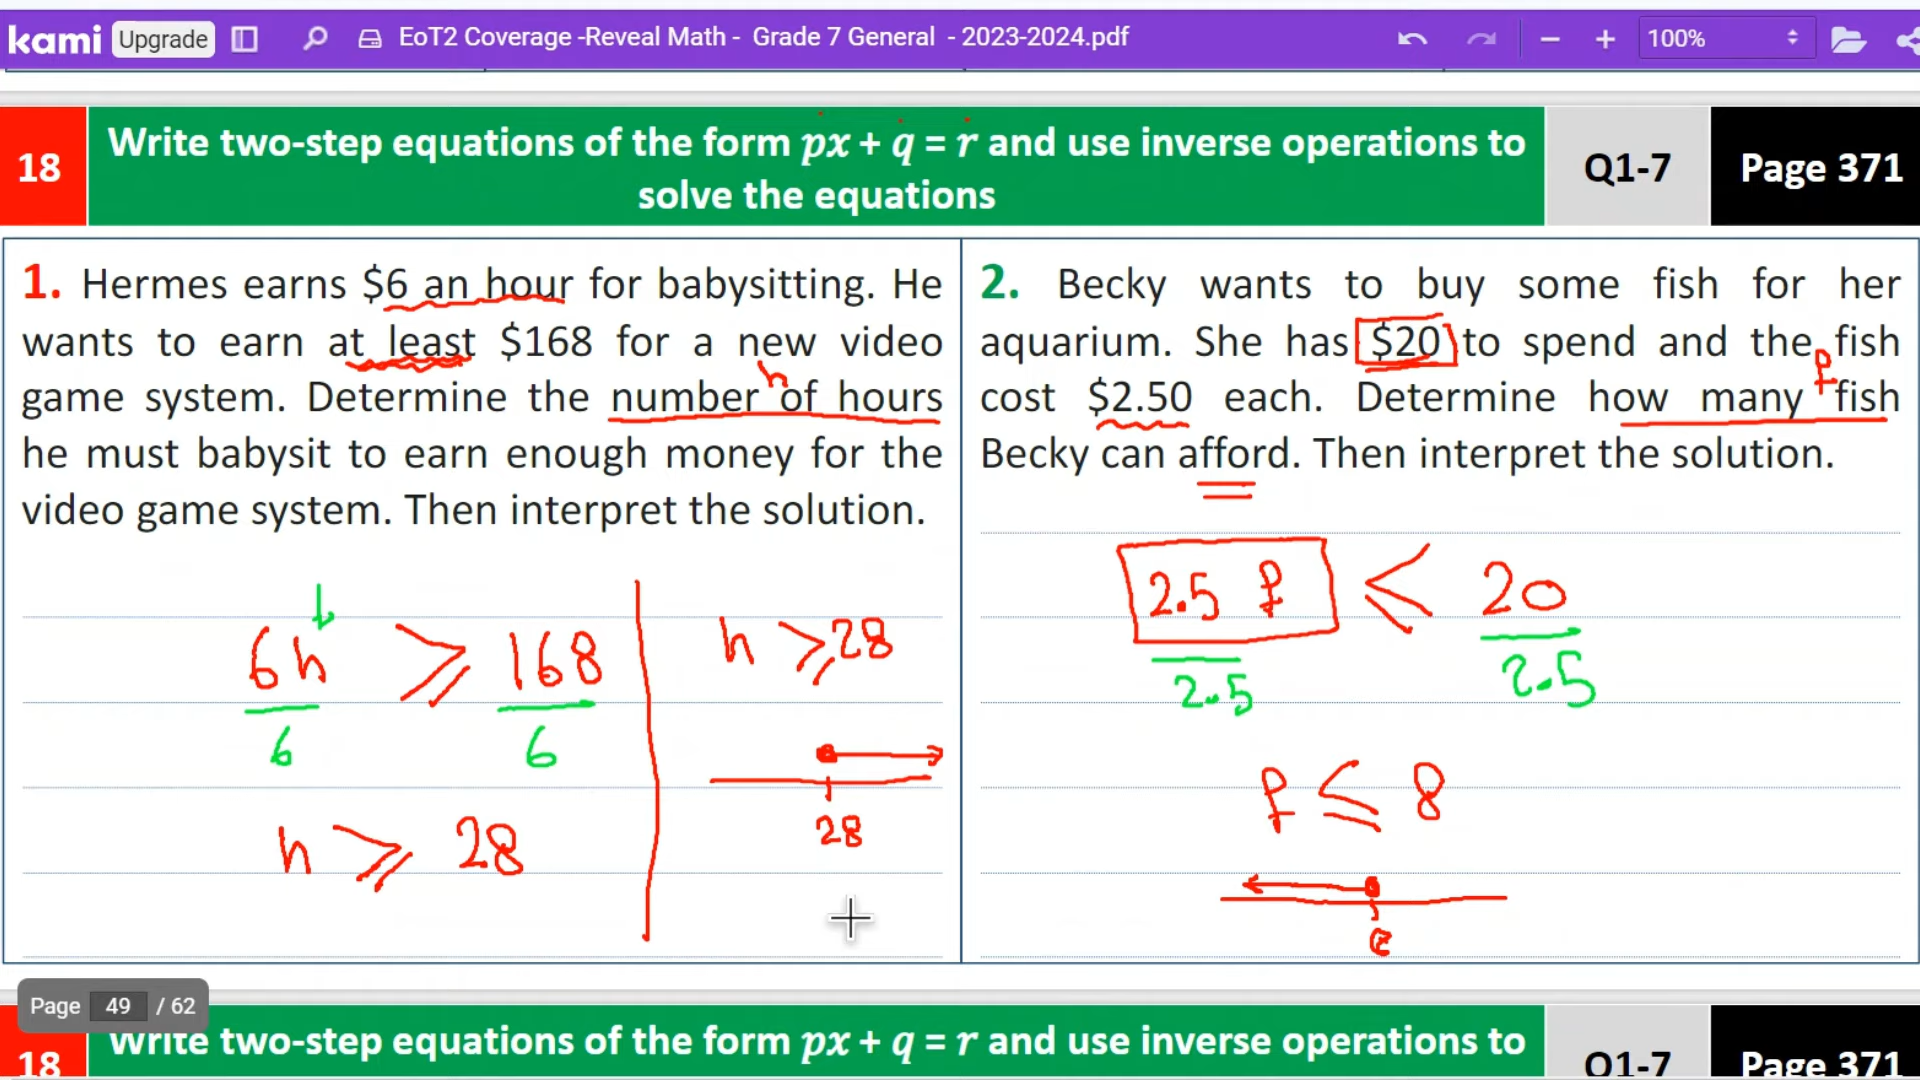 kami Upgrade EoT2 Coverage -Reveal Math - Grade 7 General - 2023-2024.pdf 100%
18 Write two-step equations of the form px + q = r and use inverse operations to solve the equations Q1-7 Page 371
1. Hermes earns $6 an hour for babysitting. He
wants to earn at least $168 for a new video
h
game system. Determine the number of hours
he must babysit to earn enough money for the
video game system. Then interpret the solution.
6h ≥ 168
6 6
h ≥ 28
h ≥ 28
28
2. Becky wants to buy some fish for her
aquarium. She has $20 to spend and the fish
f
cost $2.50 each. Determine how many fish
Becky can afford. Then interpret the solution.
2.5 f ≤ 20
2.5 2.5
f ≤ 8
Page 49 / 62
18 Write two-step equations of the form px + q = r and use inverse operations to Q1-7 Page 371